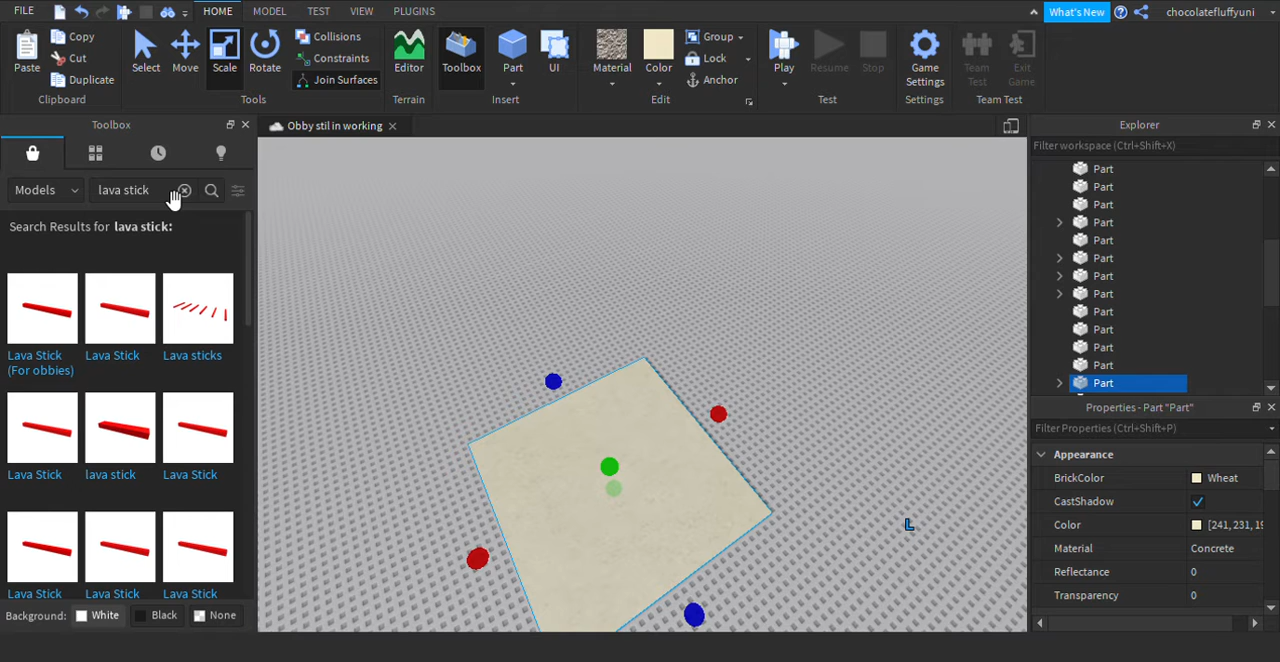 FILE
HOME
MODEL
TEST
VIEW
PLUGINS
What's New
chocolatefluffyuni
Paste
Copy
Cut
Duplicate
Clipboard
Select
Move
Scale
Rotate
Collisions
Constraints
Join Surfaces
Tools
Editor
Terrain
Toolbox
Part
UI
Insert
Material
Color
Group
Lock
Anchor
Edit
Play
Resume
Stop
Test
Game
Settings
Settings
Team
Test
Exit
Game
Team Test
Toolbox
Models
lava stick
Search Results for lava stick:
Lava Stick
(For obbies)
Lava Stick
Lava sticks
Lava Stick
lava stick
Lava Stick
Lava Stick
Lava Stick
Lava Stick
Background:
White
Black
None
Obby stil in working
L
Explorer
Filter workspace (Ctrl+Shift+X)
Part
Part
Part
Part
Part
Part
Part
Part
Part
Part
Part
Part
Part
Properties - Part "Part"
Filter Properties (Ctrl+Shift+P)
Appearance
BrickColor Wheat
CastShadow
Color [241, 231, 19
Material Concrete
Reflectance 0
Transparency 0